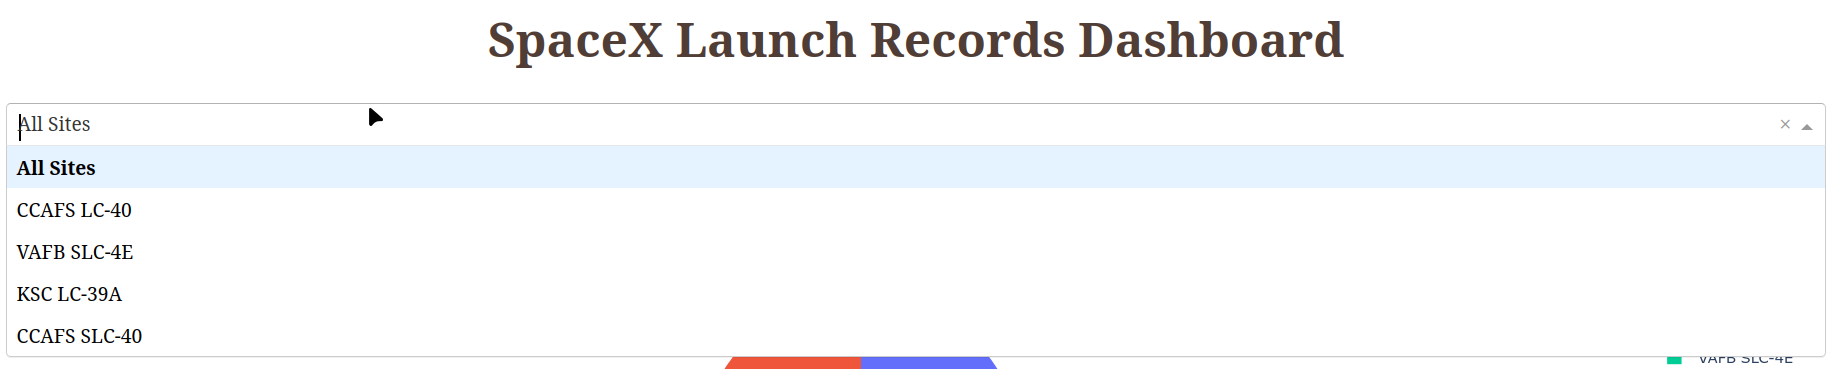 SpaceX Launch Records Dashboard
All Sites
×
All Sites
CCAFS LC-40
VAFB SLC-4E
KSC LC-39A
CCAFS SLC-40
VAFB SLC-4E